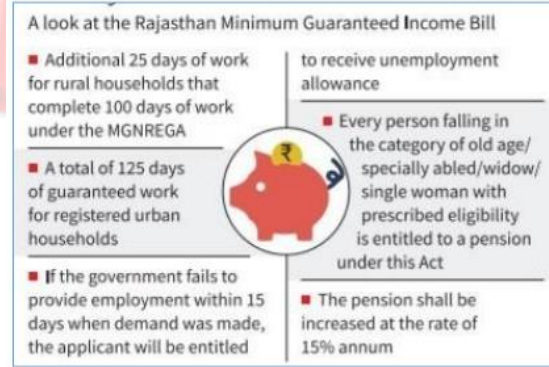 A look at the Rajasthan Minimum Guaranteed Income Bill
■ Additional 25 days of work
for rural households that
complete 100 days of work
under the MGNREGA
■ A total of 125 days
of guaranteed work
for registered urban
households
■ If the government fails to
provide employment within 15
days when demand was made,
the applicant will be entitled
to receive unemployment
allowance
■ Every person falling in
the category of old age/
specially abled/widow/
single woman with
prescribed eligibility
is entitled to a pension
under this Act
■ The pension shall be
increased at the rate of
15% annum
₹